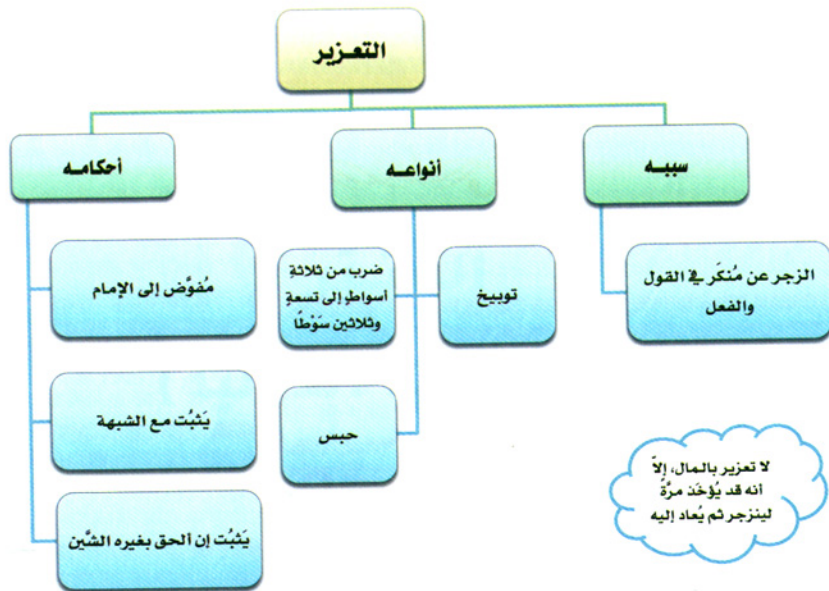 التعزير
سببه
أنواعه
أحكامه
الزجر عن مُنكَر في القول
والفعل
توبيخ
ضرب من ثلاثةِ
أسواطٍ إلى تسعةٍ
وثلاثين سَوْطًا
حبس
مُفوَّض إلى الإمام
يَثبُت مع الشبهة
يَثبُت إن ألحق بغيره الشَّين
لا تعزير بالمال، إلاّ
أنه قد يُؤخَذ مرَّةً
لينزجر ثم يُعاد إليه